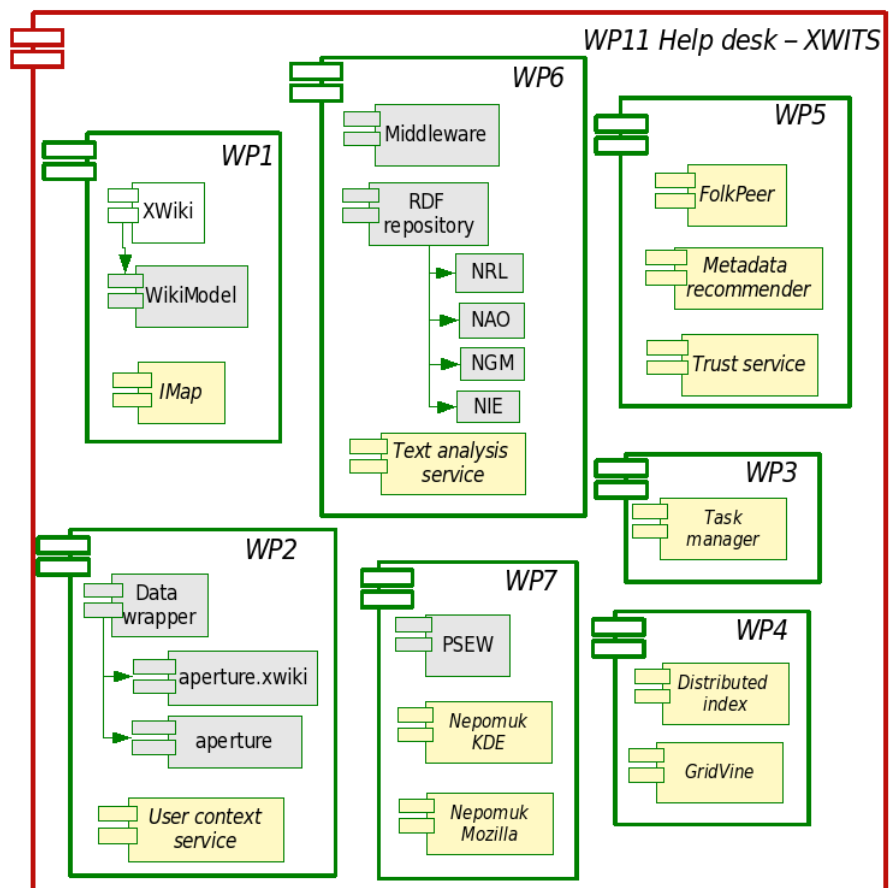 WP11 Help desk – XWITS
WP1
XWiki
WikiModel
IMap
WP6
Middleware
RDF
repository
NRL
NAO
NGM
NIE
Text analysis
service
WP5
FolkPeer
Metadata
recommender
Trust service
WP3
Task
manager
WP2
Data
wrapper
aperture.xwiki
aperture
User context
service
WP7
PSEW
Nepomuk
KDE
Nepomuk
Mozilla
WP4
Distributed
index
GridVine